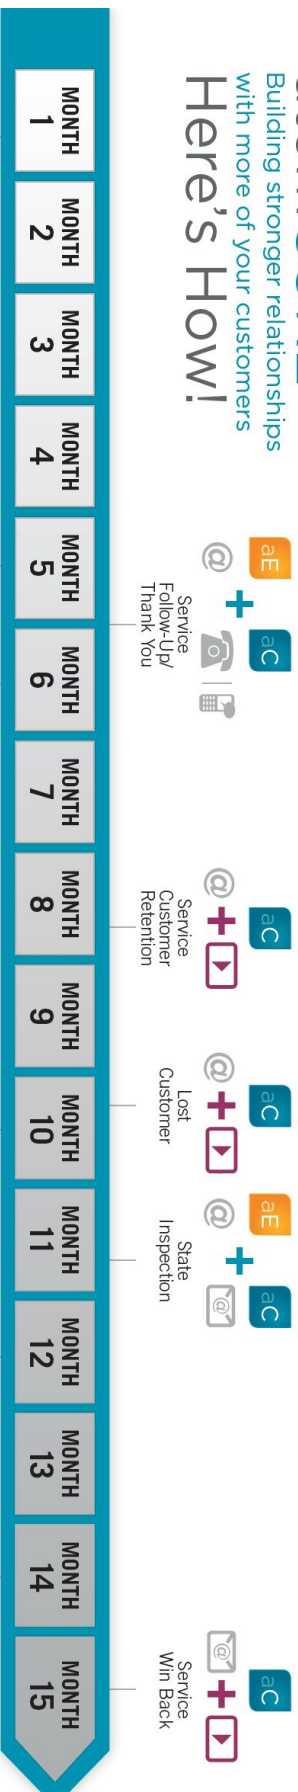 Building stronger relationships
with more of your customers
Here's How!
aE
aC
@
Service
Follow-Up/
Thank You
aC
@
Service
Customer
Retention
aC
@
Lost
Customer
aE
aC
@
@
State
Inspection
aC
@
Service
Win Back
MONTH
1
MONTH
2
MONTH
3
MONTH
4
MONTH
5
MONTH
6
MONTH
7
MONTH
8
MONTH
9
MONTH
10
MONTH
11
MONTH
12
MONTH
13
MONTH
14
MONTH
15